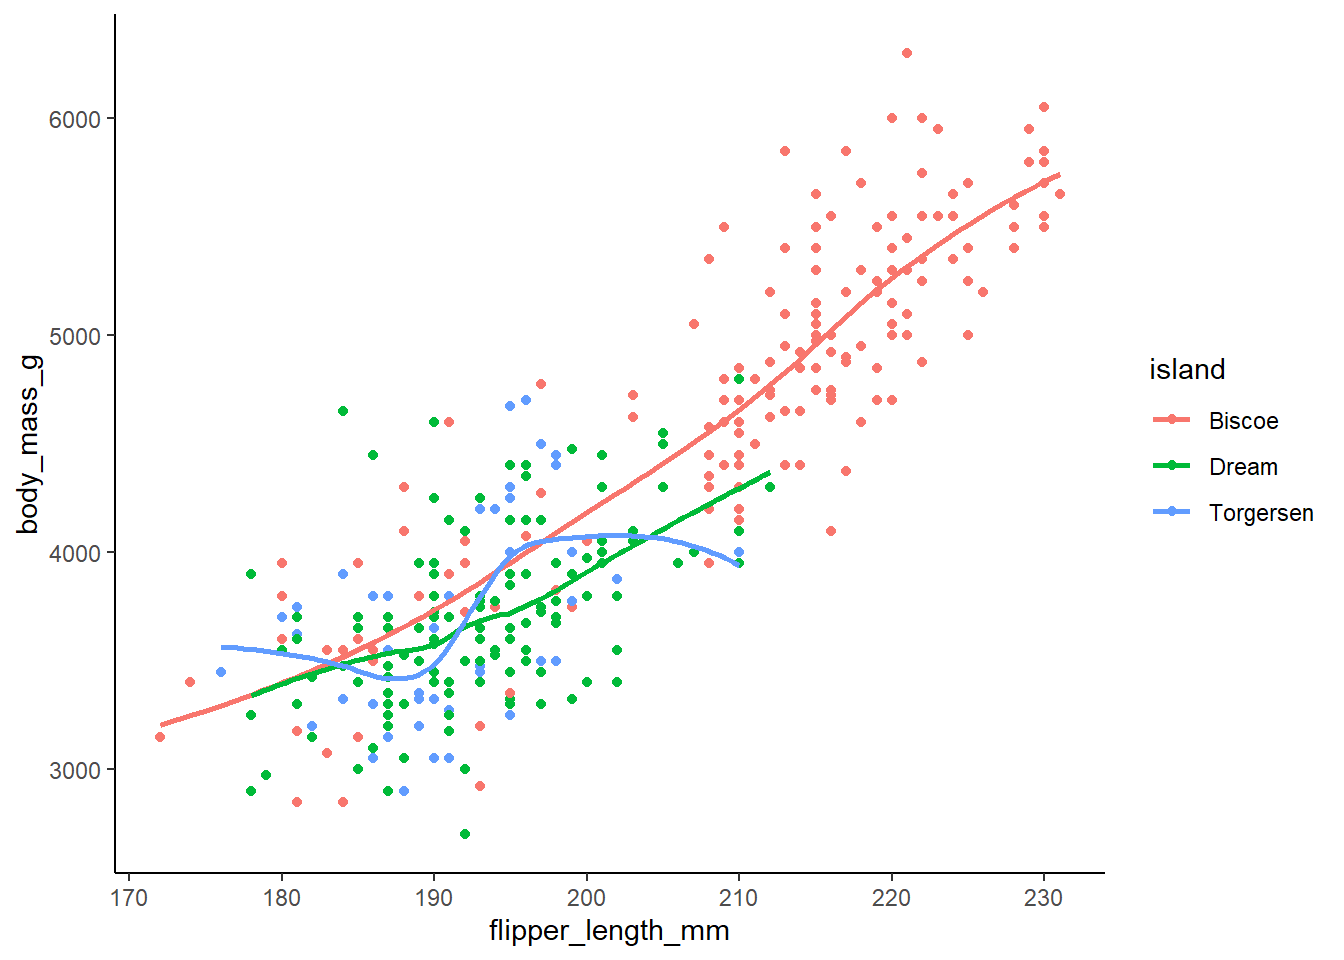 6000
5000
4000
3000
body_mass_g
170 180 190 200 210 220 230
flipper_length_mm
island
Biscoe
Dream
Torgersen